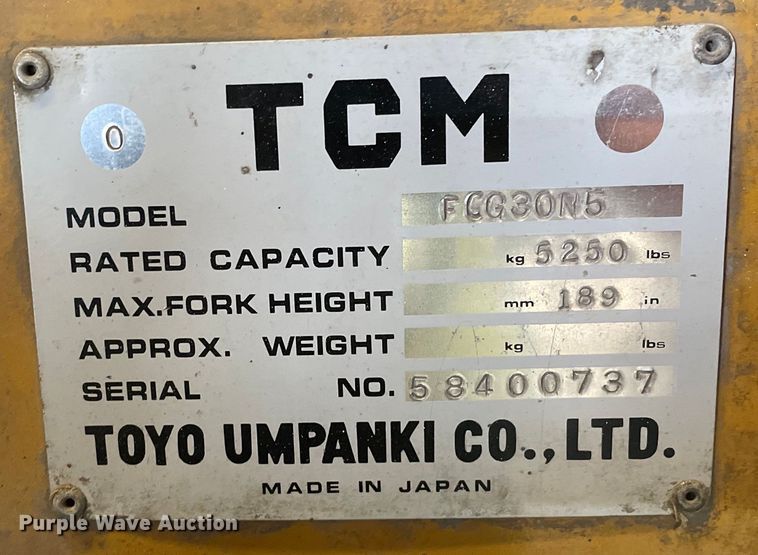 0
TCM
MODEL FCG30N5
RATED CAPACITY kg 5250 lbs
MAX.FORK HEIGHT mm 189 in
APPROX. WEIGHT kg lbs
SERIAL NO. 58400737
TOYO UMPANKI CO., LTD.
MADE IN JAPAN
Purple Wave Auction